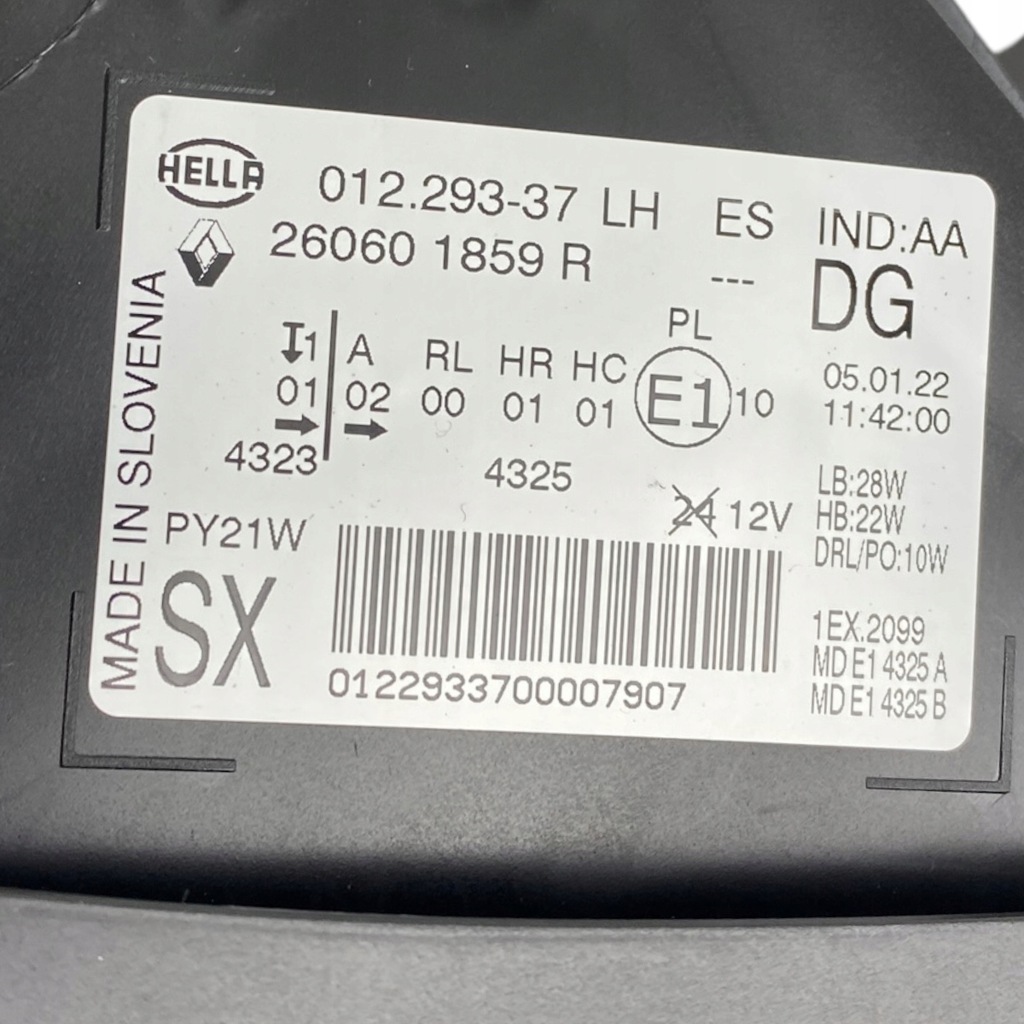 HELLA 012.293-37 LH ES IND:AA
26060 1859 R --- DG
MADE IN SLOVENIA
PL
1 A RL HR HC E1 10 05.01.22
01 02 00 01 01 11:42:00
4323 4325
24 12V
LB:28W
HB:22W
DRL/PO:10W
PY21W
SX
0122933700007907
1EX.2099
MD E1 4325 A
MD E1 4325 B